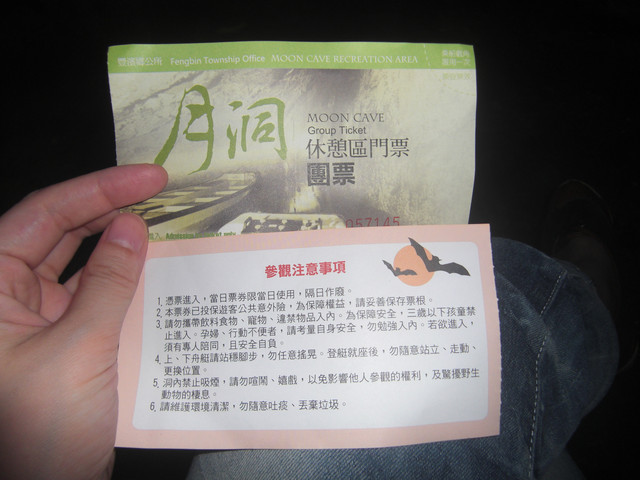 豐濱鄉公所 Fengbin Township Office MOON CAVE RECREATION AREA
月洞
MOON CAVE
Group Ticket
休憩區門票
團票
057145
參觀注意事項
1. 憑票進入，當日票券限當日使用，隔日作廢。
2. 本票券已投保遊客公共意外險，為保障權益，請妥善保存票根。
3. 請勿攜帶飲料食物、寵物、違禁物品入內。為保障安全，三歲以下孩童禁
止進入。孕婦、行動不便者，請考量自身安全，勿勉強入內。若欲進入，
須有專人陪同，且安全自負。
4. 上、下舟艇請站穩腳步，勿任意搖晃。登艇就座後，勿隨意站立、走動、
更換位置。
5. 洞內禁止吸煙，請勿喧鬧、嬉戲，以免影響他人參觀的權利，及驚擾野生
動物的棲息。
6. 請維護環境清潔，勿隨意吐痰、丟棄垃圾。